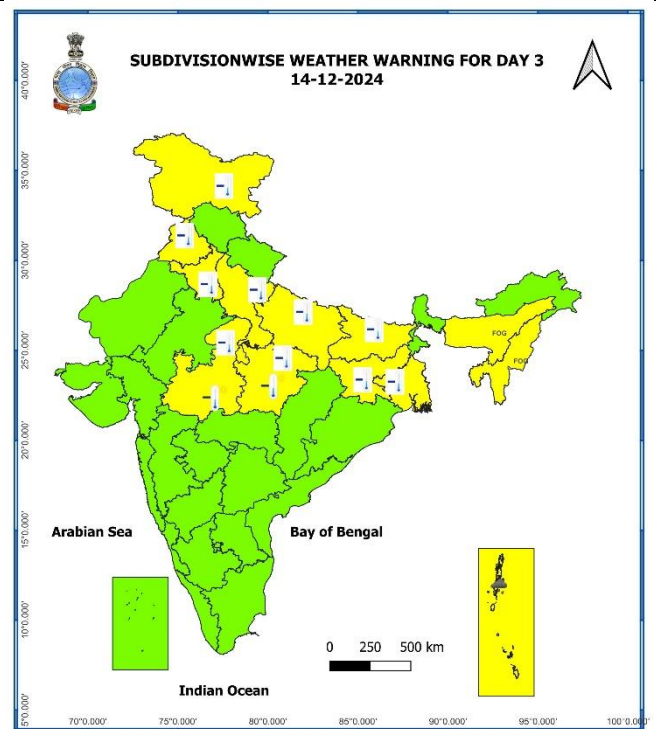 SUBDIVISIONWISE WEATHER WARNING FOR DAY 3
14-12-2024
40°0.000'
35°0.000'
30°0.000'
25°0.000'
20°0.000'
15°0.000'
10°0.000'
5°0.000'
FOG
FOG
Arabian Sea
Bay of Bengal
0 250 500 km
Indian Ocean
70°0.000' 75°0.000' 80°0.000' 85°0.000' 90°0.000' 95°0.000' 100°0.000'